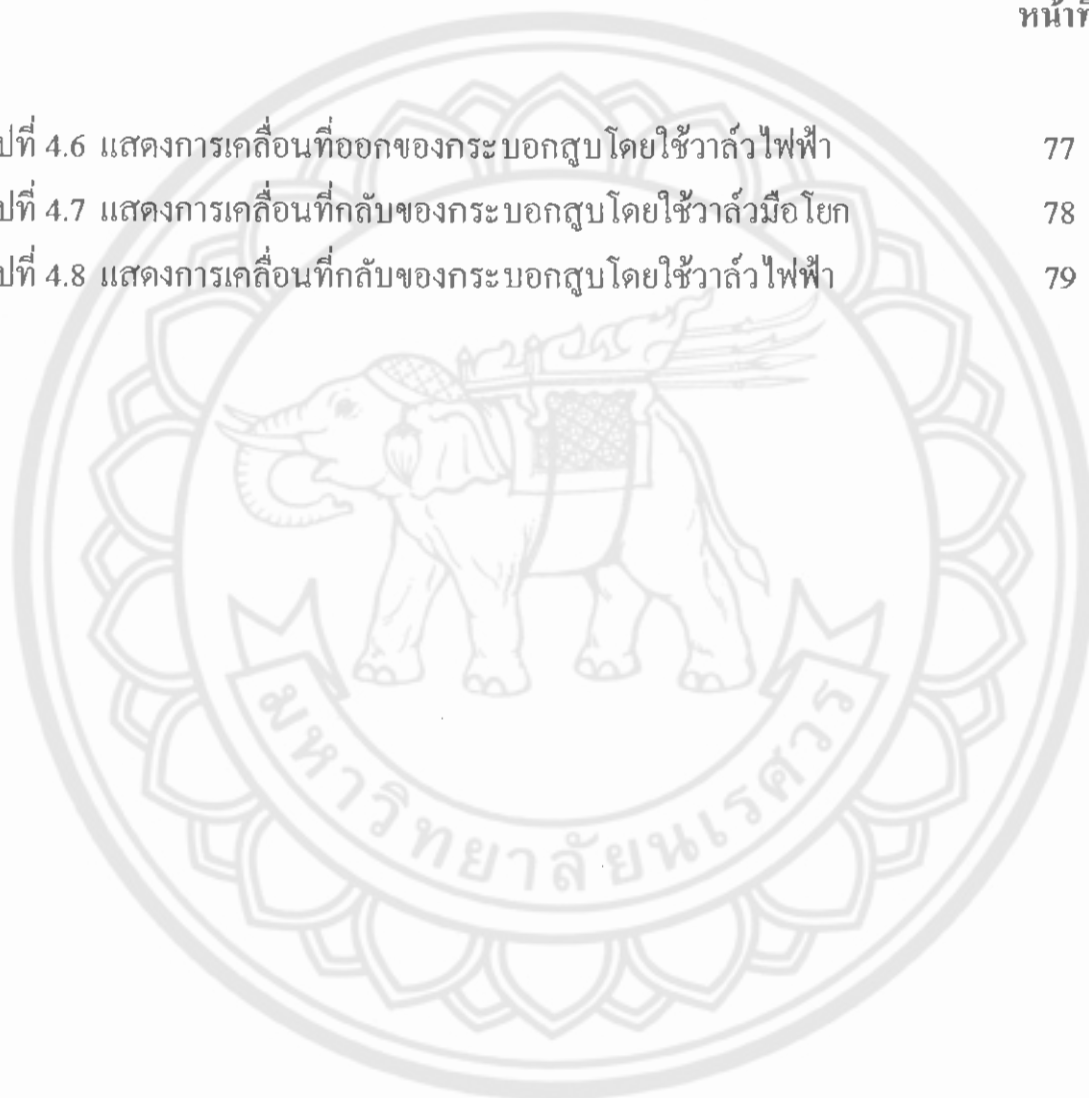 หน้าที่
ปที่ 4.6 แสดงการเคลื่อนที่ออกของกระบอกสูบโดยใช้วาล์วไฟฟ้า 77
ปที่ 4.7 แสดงการเคลื่อนที่กลับของกระบอกสูบโดยใช้วาล์วมือโยก 78
ปที่ 4.8 แสดงการเคลื่อนที่กลับของกระบอกสูบโดยใช้วาล์วไฟฟ้า 79
มหาวิทยาลัยนเรศวร